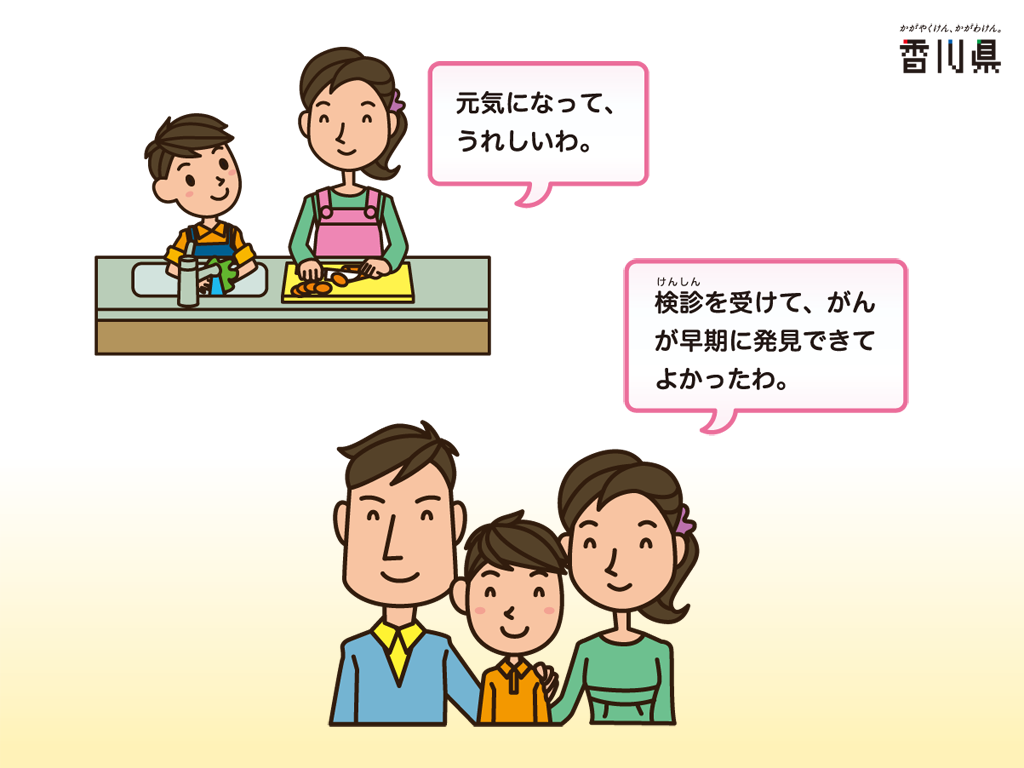 かがやくけん、かがわけん。
香川県
元気になって、
うれしいわ。
けんしん
検診を受けて、がん
が早期に発見できて
よかったわ。